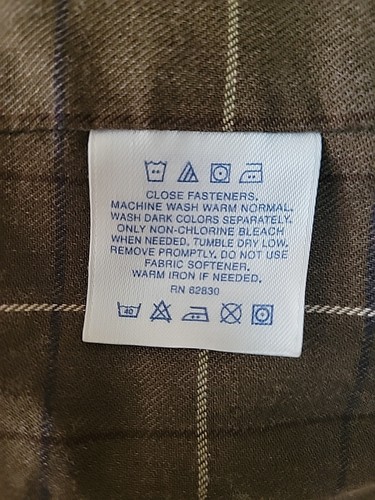 CLOSE FASTENERS.
MACHINE WASH WARM NORMAL.
WASH DARK COLORS SEPARATELY.
ONLY NON-CHLORINE BLEACH
WHEN NEEDED. TUMBLE DRY LOW.
REMOVE PROMPTLY. DO NOT USE
FABRIC SOFTENER.
WARM IRON IF NEEDED.
RN 62830
40